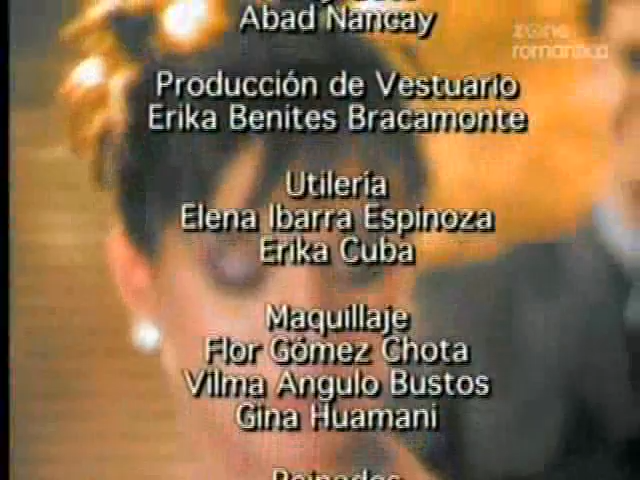 Abad Nancay
zone
romantica
Producción de Vestuario
Erika Benites Bracamonte
Utilería
Elena Ibarra Espinoza
Erika Cuba
Maquillaje
Flor Gómez Chota
Vilma Angulo Bustos
Gina Huamani
Peinados